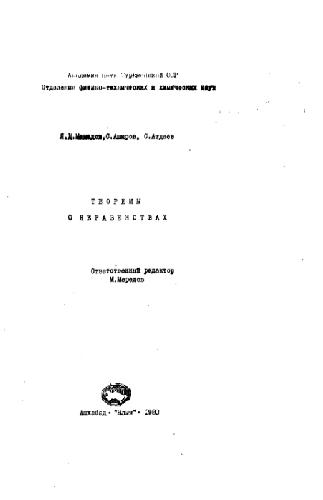 Академия наук Туркменской ССР
Отделение физико-технических и химических наук
Я.Д.Мамедов, С.Аширов, С.Атдаев
ТЕОРЕМЫ
О НЕРАВЕНСТВАХ
Ответственный редактор
М.Мередов
Ашхабад · "Ылым" · 1980